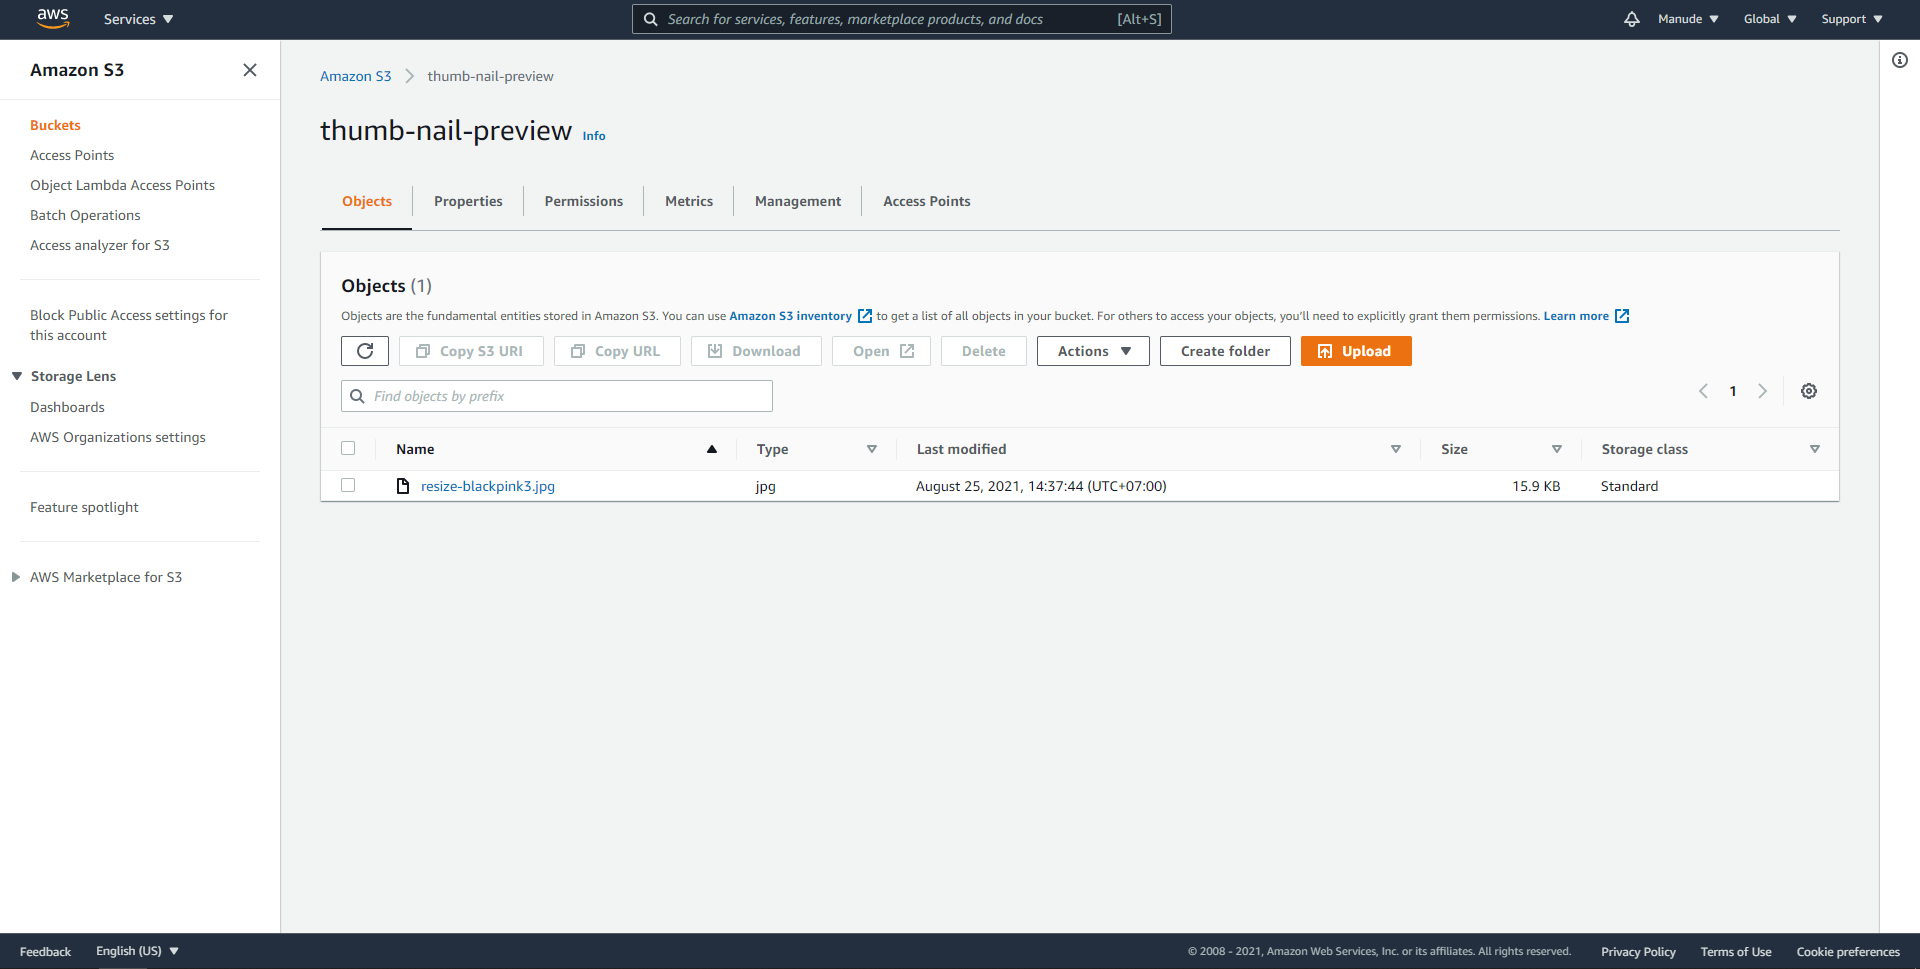 aws Services Search for services, features, marketplace products, and docs [Alt+S] Manude Global Support
Amazon S3
Buckets
Access Points
Object Lambda Access Points
Batch Operations
Access analyzer for S3
Block Public Access settings for
this account
Storage Lens
Dashboards
AWS Organizations settings
Feature spotlight
AWS Marketplace for S3
Amazon S3 thumb-nail-preview
thumb-nail-preview Info
Objects Properties Permissions Metrics Management Access Points
Objects (1)
Objects are the fundamental entities stored in Amazon S3. You can use Amazon S3 inventory to get a list of all objects in your bucket. For others to access your objects, you'll need to explicitly grant them permissions. Learn more
Copy S3 URI Copy URL Download Open Delete Actions Create folder Upload
Find objects by prefix 1
Name Type Last modified Size Storage class
resize-blackpink3.jpg jpg August 25, 2021, 14:37:44 (UTC+07:00) 15.9 KB Standard
Feedback English (US) © 2008 - 2021, Amazon Web Services, Inc. or its affiliates. All rights reserved. Privacy Policy Terms of Use Cookie preferences